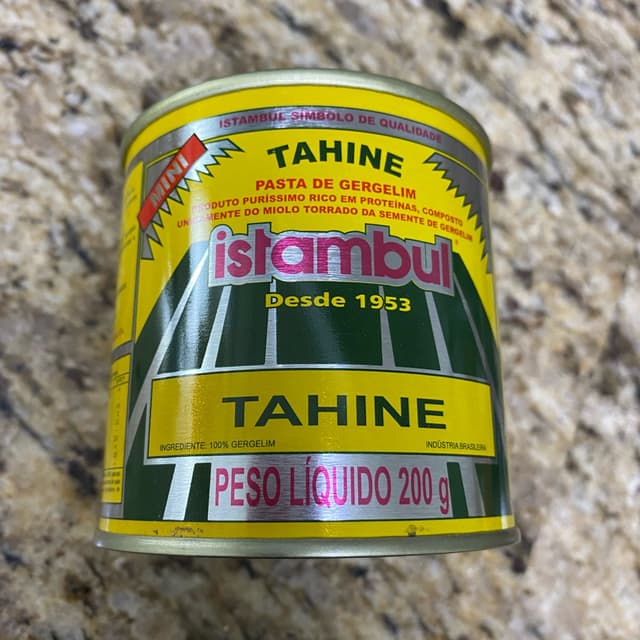 ISTAMBUL SÍMBOLO DE QUALIDADE
MINI
TAHINE
PASTA DE GERGELIM
PRODUTO PURÍSSIMO RICO EM PROTEÍNAS, COMPOSTO
UNICAMENTE DO MIOLO TORRADO DA SEMENTE DE GERGELIM
istambul
Desde 1953
TAHINE
INGREDIENTE: 100% GERGELIM
INDÚSTRIA BRASILEIRA
PESO LÍQUIDO 200 g